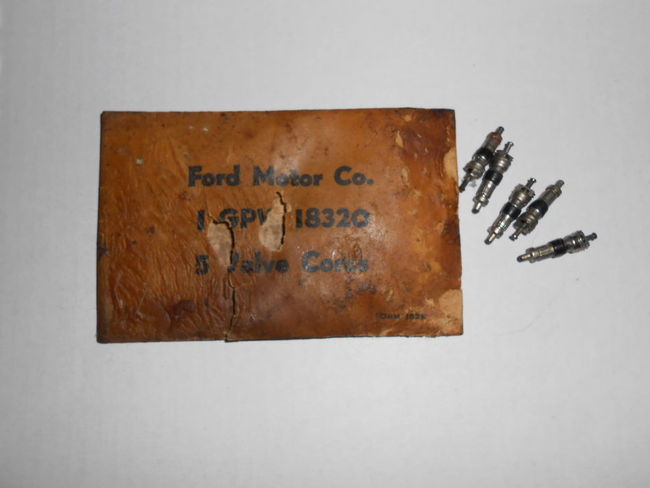 Ford Motor Co.
1 GPW 18320
5 Valve Cores